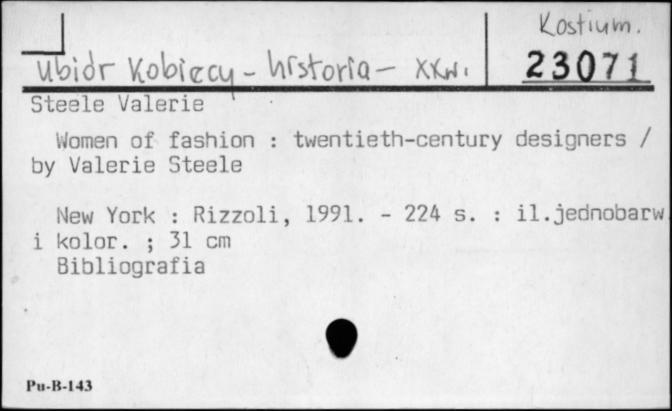 Kostium.
Ubiór Kobiecy - historia - XXw.
23071
Steele Valerie
Women of fashion : twentieth-century designers /
by Valerie Steele
New York : Rizzoli, 1991. - 224 s. : il.jednobarw.
i kolor. ; 31 cm
Bibliografia
Pu-B-143